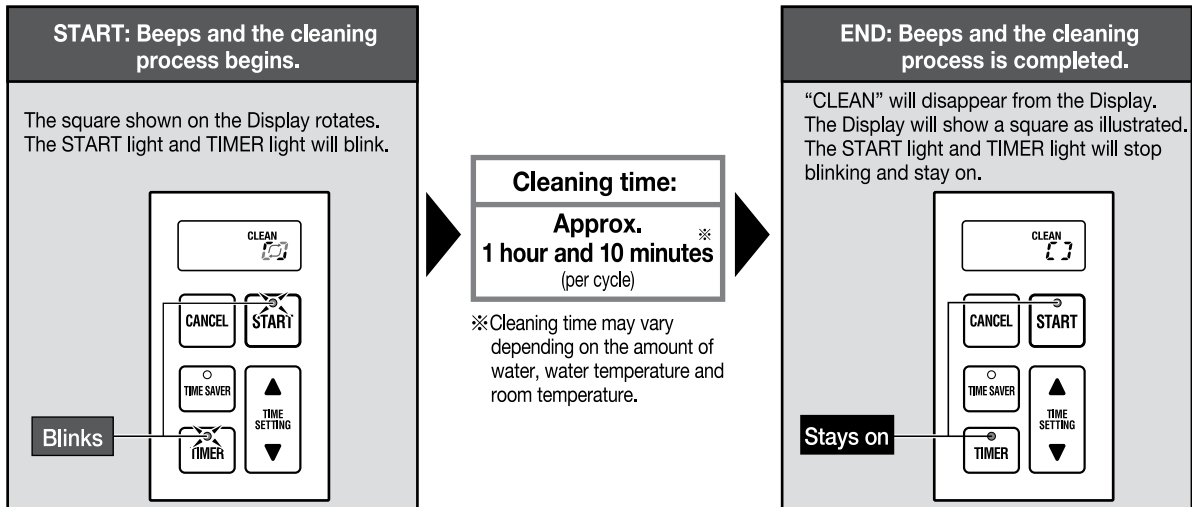 START: Beeps and the cleaning
process begins.
The square shown on the Display rotates.
The START light and TIMER light will blink.
CLEAN
CANCEL
START
TIME SAVER
TIME
SETTING
TIMER
Blinks
Cleaning time:
Approx.
1 hour and 10 minutes※
(per cycle)
※Cleaning time may vary
depending on the amount of
water, water temperature and
room temperature.
END: Beeps and the cleaning
process is completed.
“CLEAN” will disappear from the Display.
The Display will show a square as illustrated.
The START light and TIMER light will stop
blinking and stay on.
CLEAN
CANCEL
START
TIME SAVER
TIME
SETTING
TIMER
Stays on